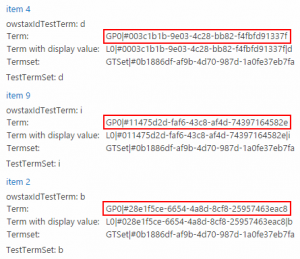 item 4
owstaxIdTestTerm: d
Term: GP0|#003c1b1b-9e03-4c28-bb82-f4fbfd91337f
Term with display value: L0|#0003c1b1b-9e03-4c28-bb82-f4fbfd91337f|d
Termset: GTSet|#0b1886df-af9b-4d70-987d-1a0fe37eb7fa
TestTermSet: d
item 9
owstaxIdTestTerm: i
Term: GP0|#11475d2d-faf6-43c8-af4d-74397164582e
Term with display value: L0|#011475d2d-faf6-43c8-af4d-74397164582e|i
Termset: GTSet|#0b1886df-af9b-4d70-987d-1a0fe37eb7fa
TestTermSet: i
item 2
owstaxIdTestTerm: b
Term: GP0|#28e1f5ce-6654-4a8d-8cf8-25957463eac8
Term with display value: L0|#028e1f5ce-6654-4a8d-8cf8-25957463eac8|b
Termset: GTSet|#0b1886df-af9b-4d70-987d-1a0fe37eb7fa
TestTermSet: b